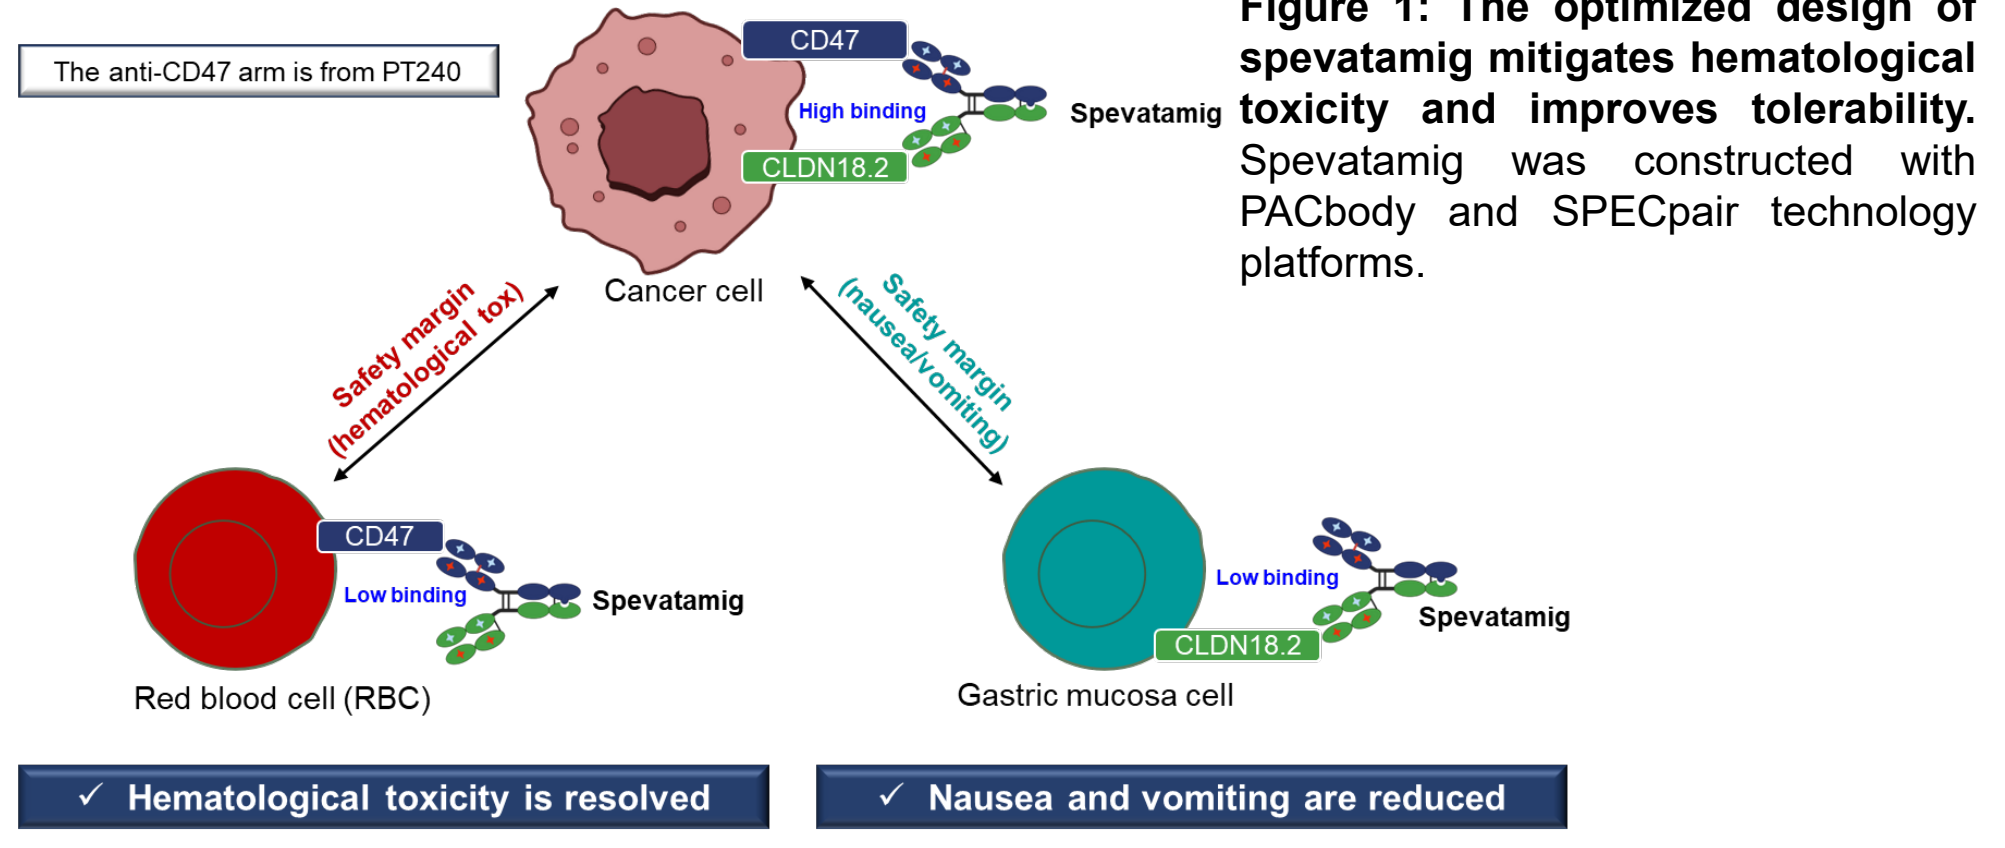 Figure 1: The optimized design of
spevatamig mitigates hematological
toxicity and improves tolerability.
Spevatamig was constructed with
PACbody and SPECpair technology
platforms.
The anti-CD47 arm is from PT240
CD47
High binding
Spevatamig
CLDN18.2
Cancer cell
Safety margin
(hematological tox)
Safety margin
(nausea/vomiting)
CD47
Low binding
Spevatamig
Red blood cell (RBC)
Low binding
Spevatamig
CLDN18.2
Gastric mucosa cell
✓ Hematological toxicity is resolved
✓ Nausea and vomiting are reduced